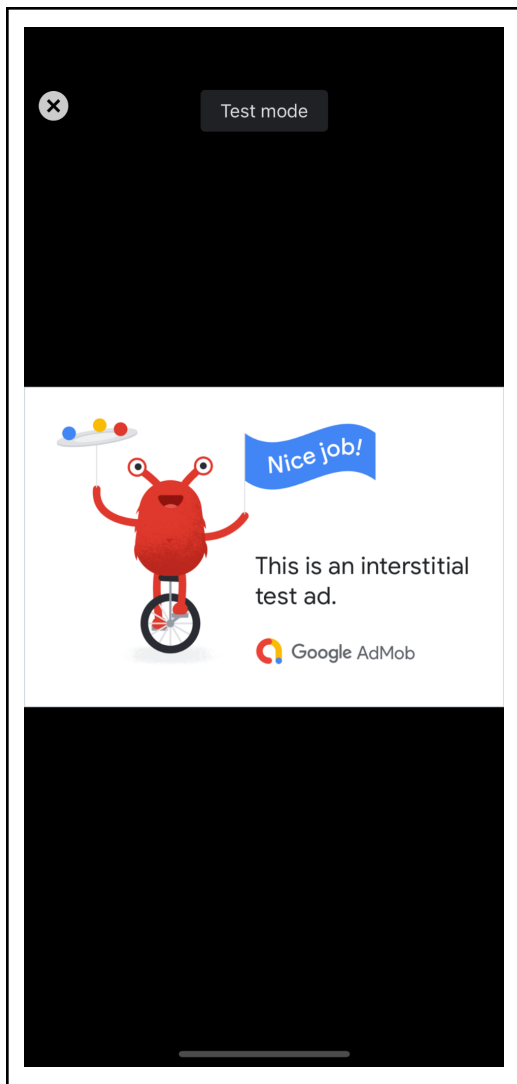 Test mode
Nice job!
This is an interstitial
test ad.
Google AdMob